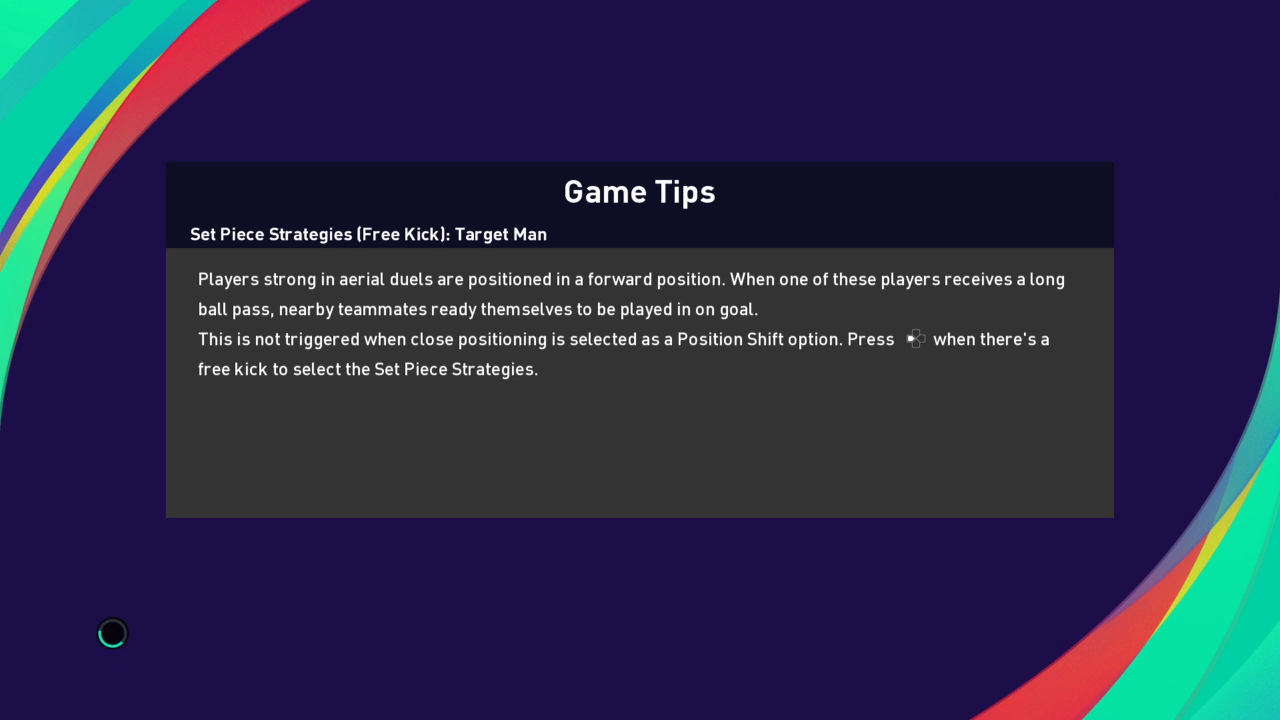 Game Tips
Set Piece Strategies (Free Kick): Target Man
Players strong in aerial duels are positioned in a forward position. When one of these players receives a long
ball pass, nearby teammates ready themselves to be played in on goal.
This is not triggered when close positioning is selected as a Position Shift option. Press when there's a
free kick to select the Set Piece Strategies.